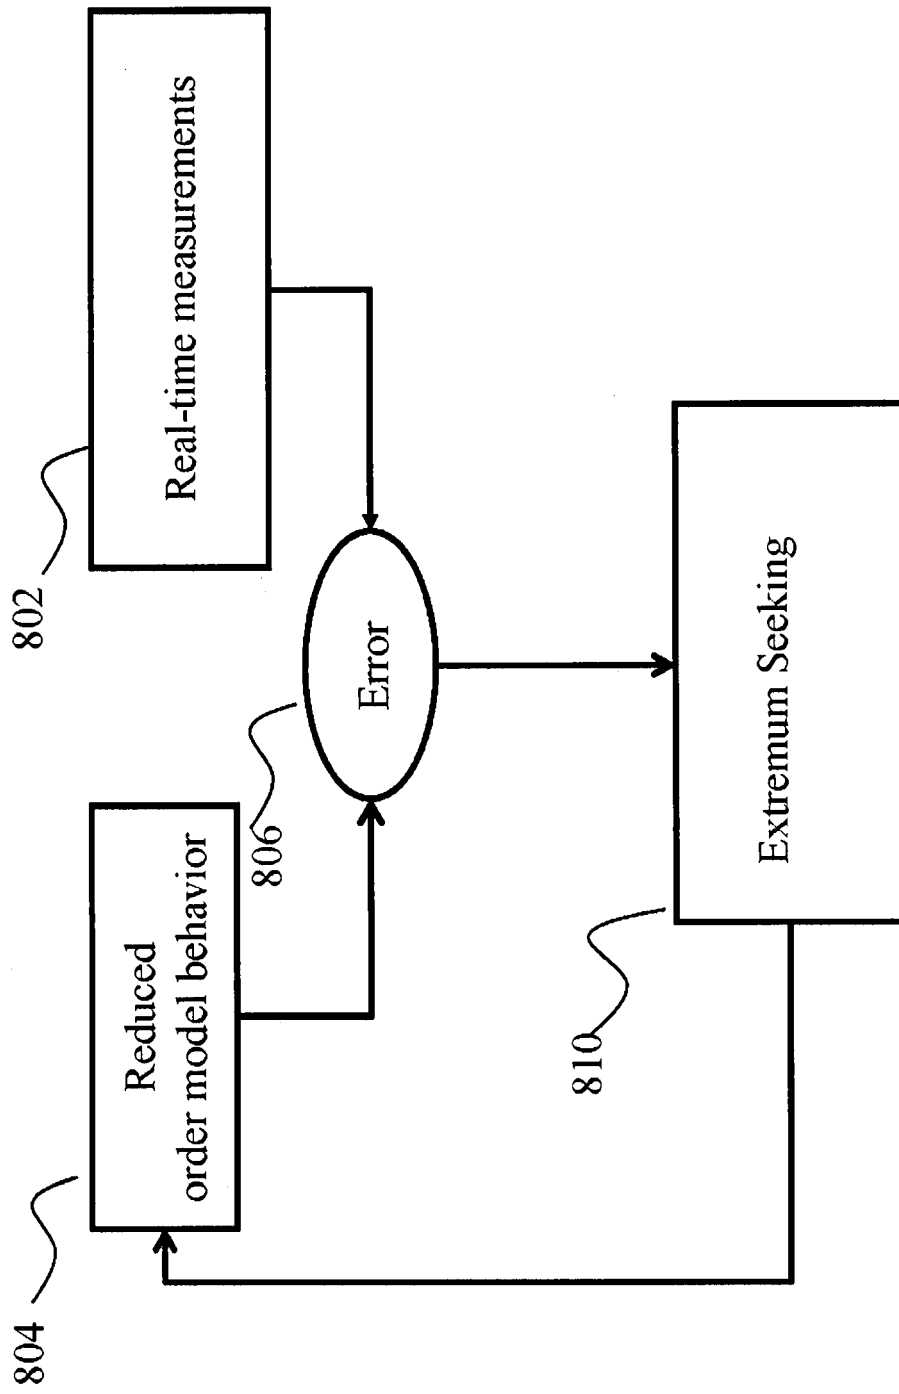 802
Real-time measurements
804
Reduced
order model behavior
806
Error
810
Extremum Seeking